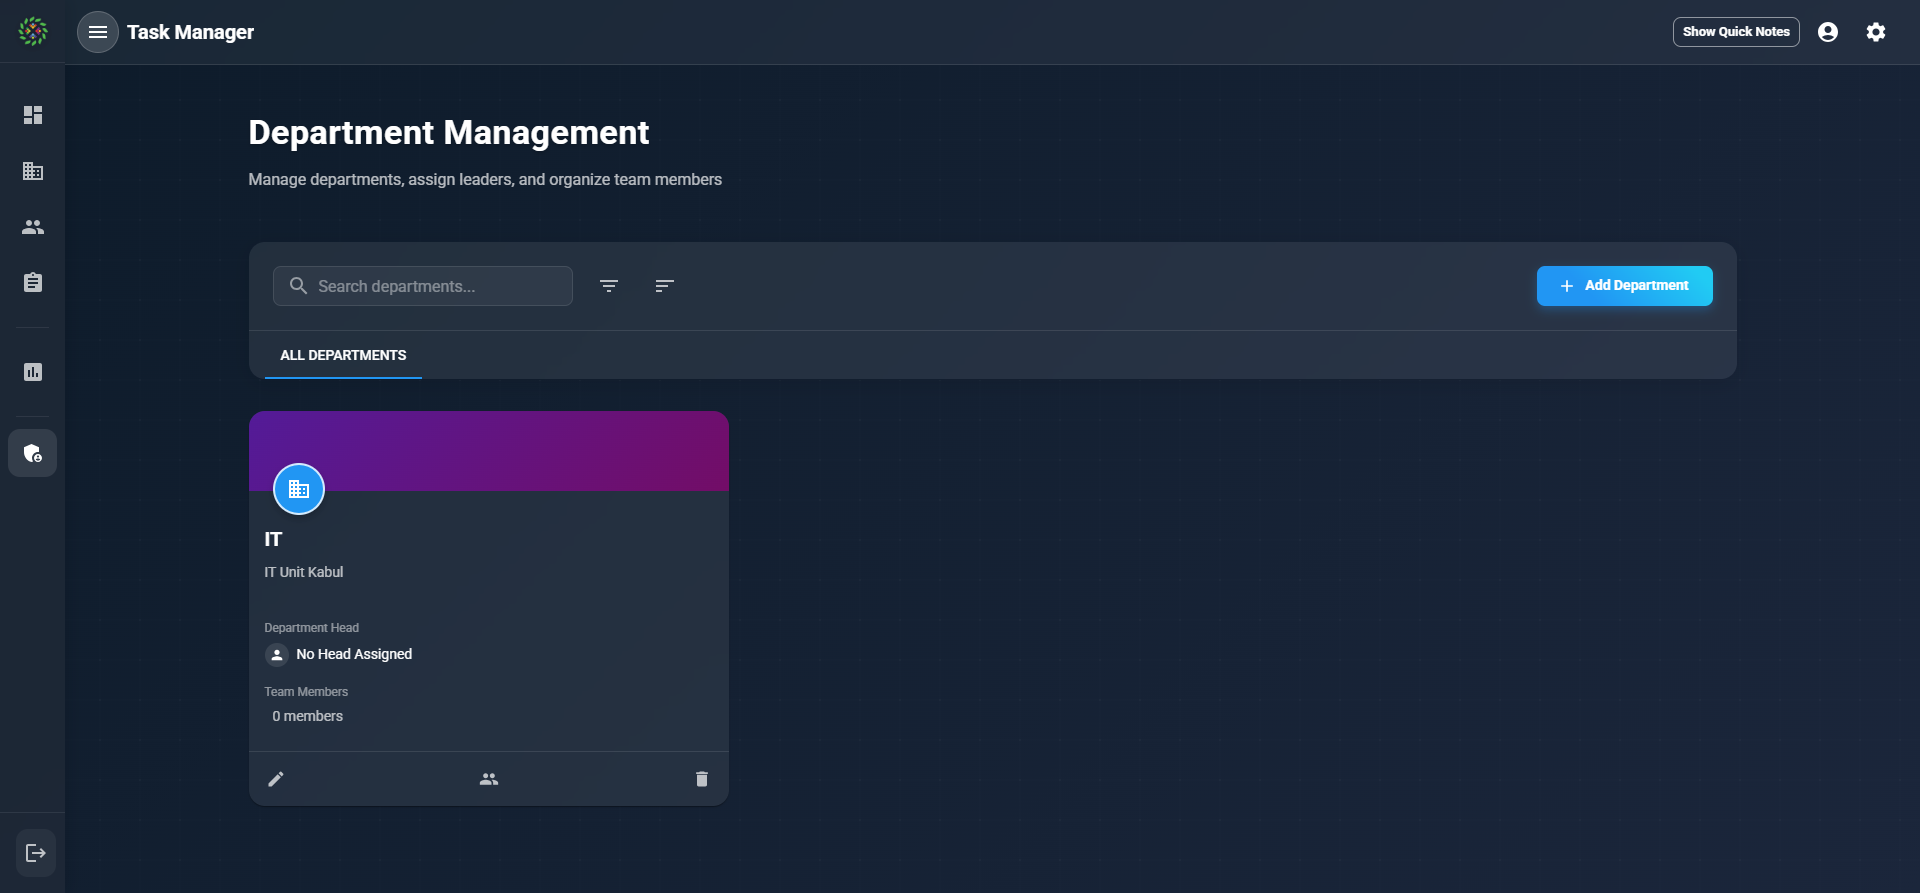 Task Manager
Show Quick Notes
Department Management
Manage departments, assign leaders, and organize team members
Search departments...
Add Department
ALL DEPARTMENTS
IT
IT Unit Kabul
Department Head
No Head Assigned
Team Members
0 members